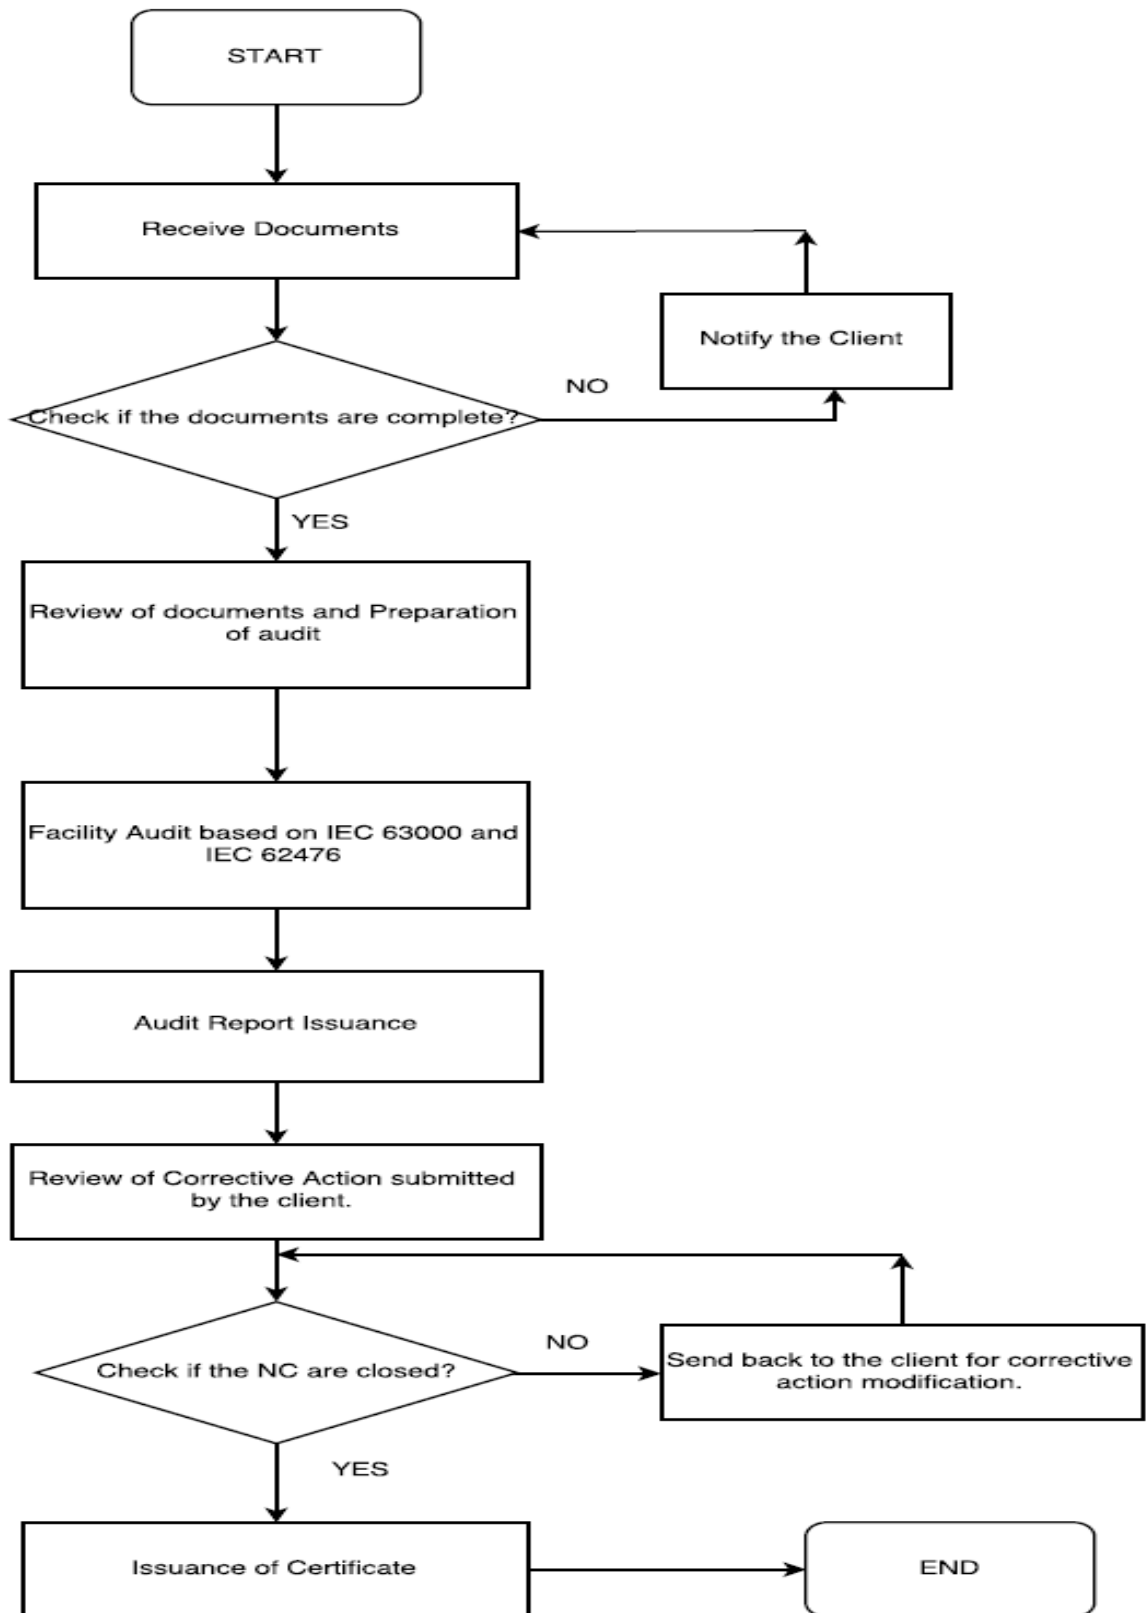 START
Receive Documents
Notify the Client
NO
Check if the documents are complete?
YES
Review of documents and Preparation
of audit
Facility Audit based on IEC 63000 and
IEC 62476
Audit Report Issuance
Review of Corrective Action submitted
by the client.
NO
Check if the NC are closed?
Send back to the client for corrective
action modification.
YES
Issuance of Certificate
END